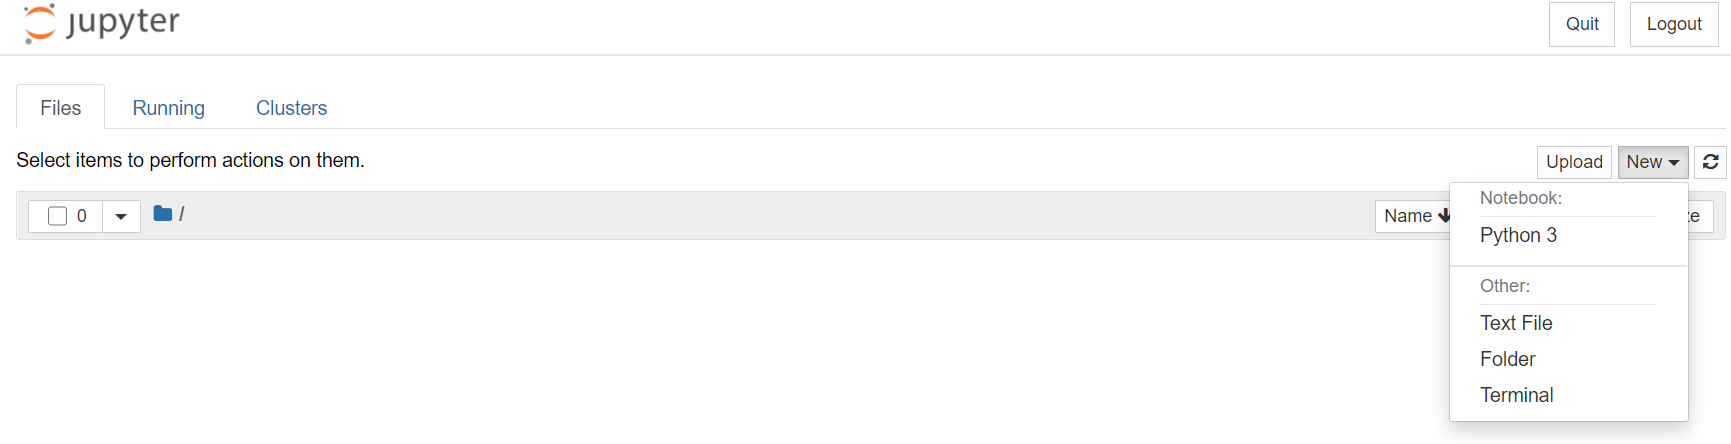 jupyter
Quit
Logout
Files
Running
Clusters
Select items to perform actions on them.
Upload
New
0
/
Name
Notebook:
Python 3
Other:
Text File
Folder
Terminal